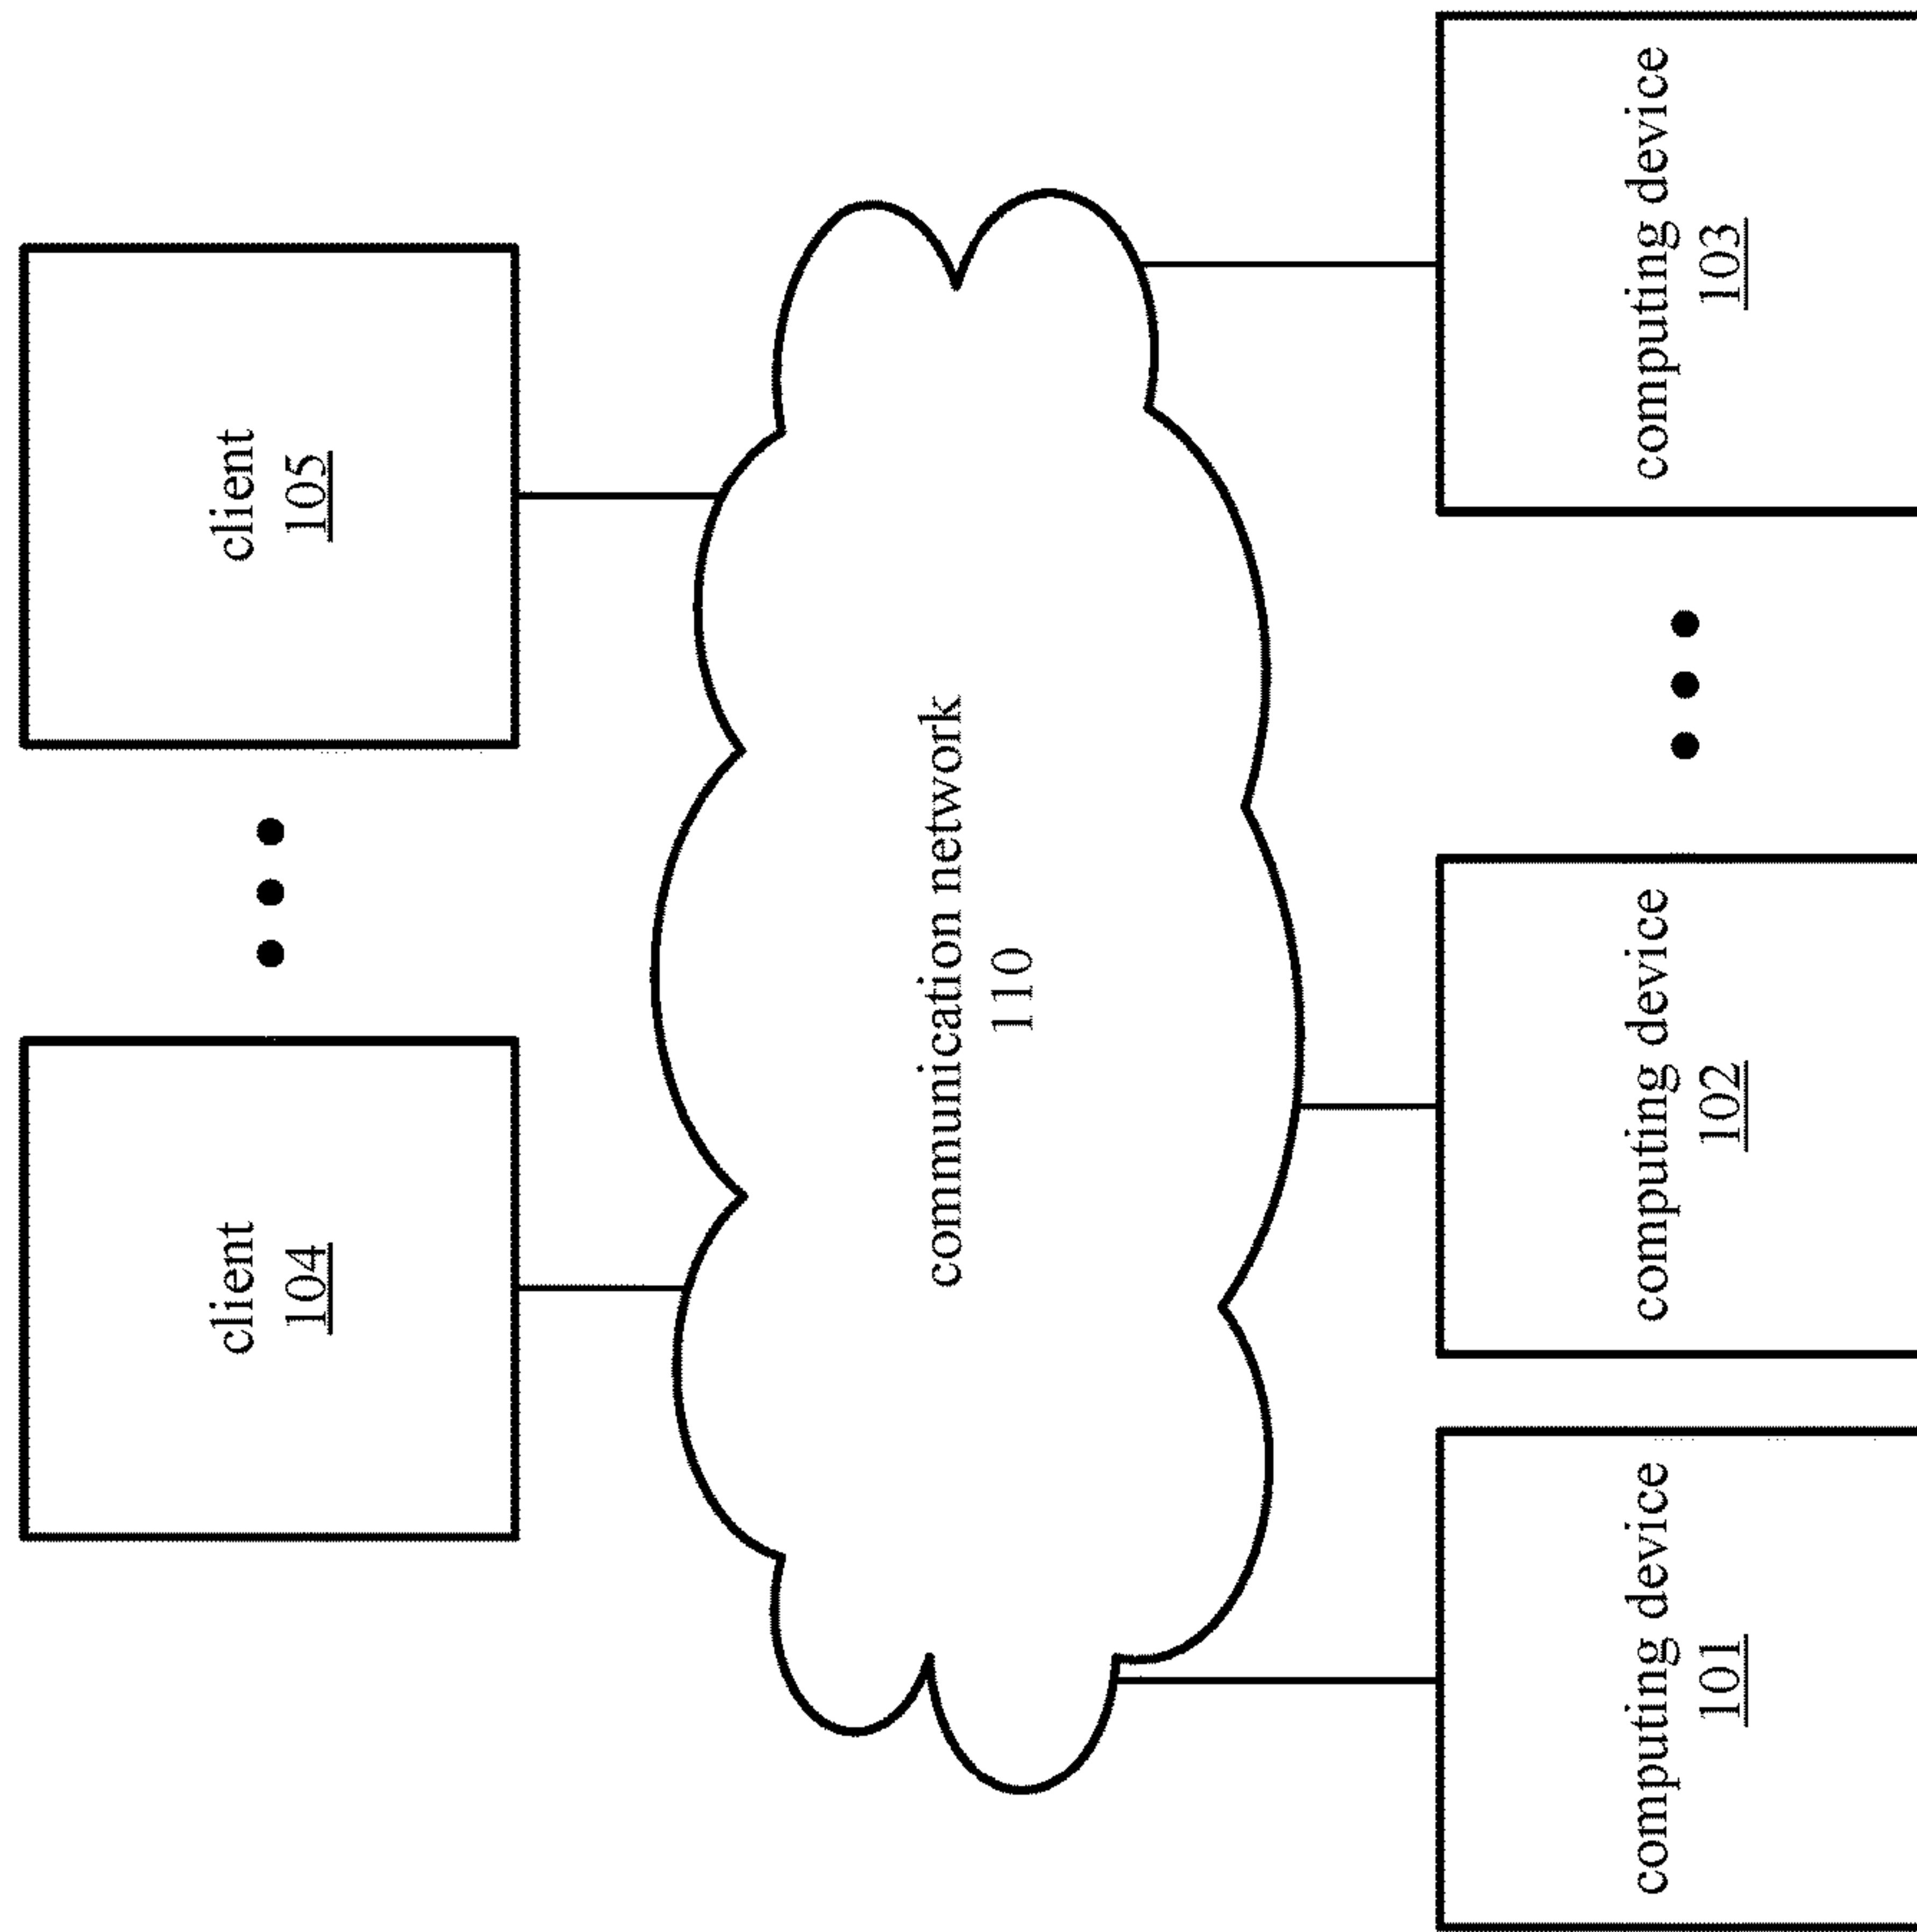 client
104
client
105
communication network
110
computing device
101
computing device
102
computing device
103